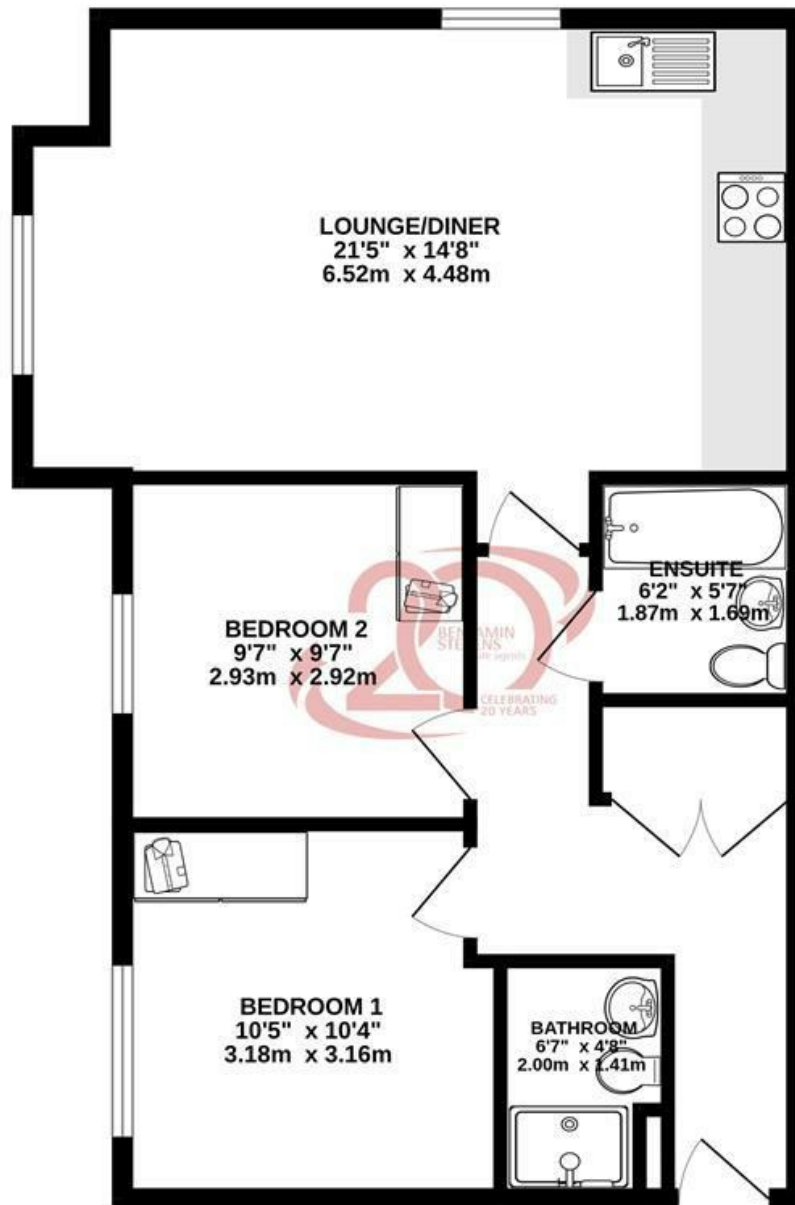 LOUNGE/DINER
21'5" x 14'8"
6.52m x 4.48m
ENSUITE
6'2" x 5'7"
1.87m x 1.69m
BEDROOM 2
9'7" x 9'7"
2.93m x 2.92m
20
BENJAMIN
STEVENS
agents
CELEBRATING
20 YEARS
BEDROOM 1
10'5" x 10'4"
3.18m x 3.16m
BATHROOM
6'7" x 4'8"
2.00m x 1.41m